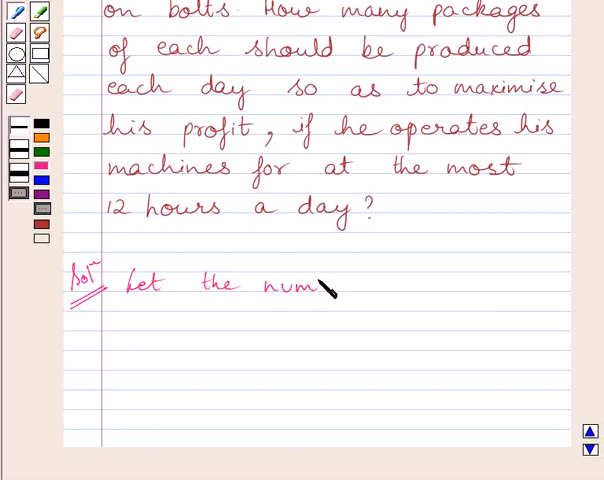 on bolts. How many packages
of each should be produced
each day so as to maximise
his profit, if he operates his
machines for at the most
12 hours a day?
Soln Let the num